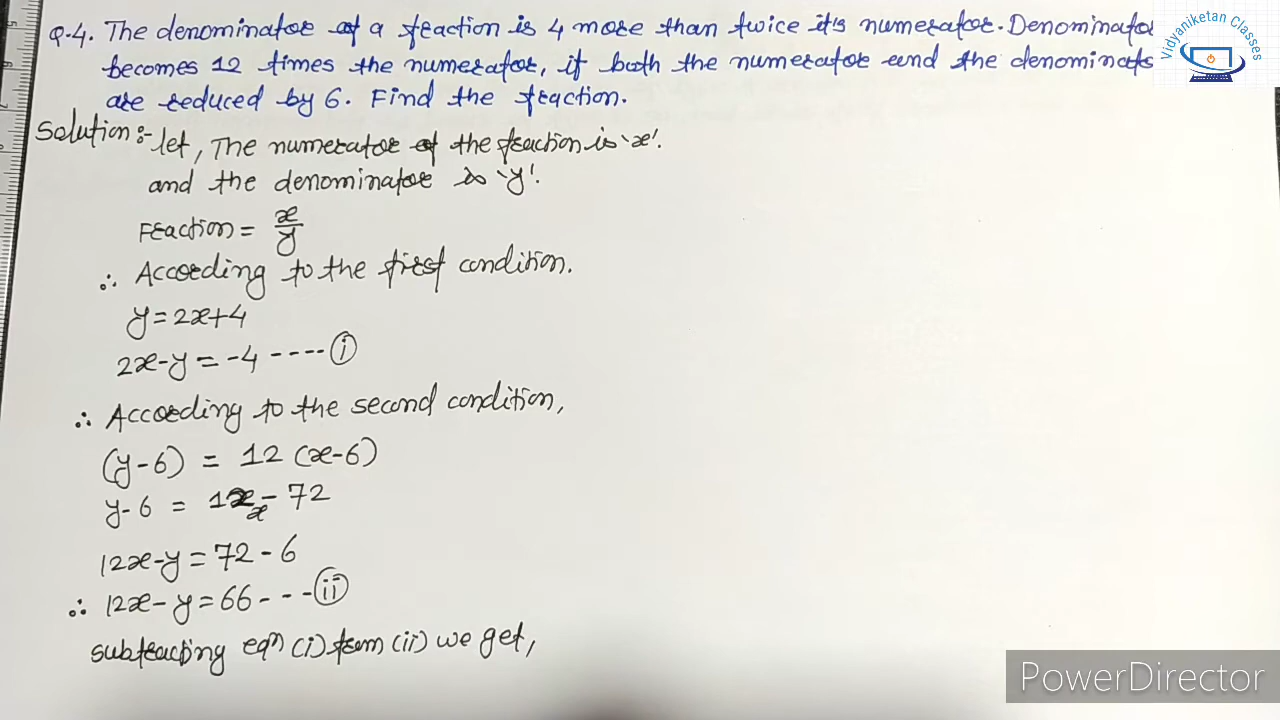 Q.4. The denominator of a fraction is 4 more than twice it's numerator. Denominator
becomes 12 times the numerator, if both the numerator and the denominato
are reduced by 6. Find the fraction.
Solution :- let, The numerator of the fraction is 'x'.
and the denominator is 'y'.
Fraction = x/y
∴ According to the first condition.
y = 2x+4
2x-y = -4 ---- (i)
∴ According to the second condition,
(y-6) = 12 (x-6)
y-6 = 12x - 72
12x-y = 72 - 6
∴ 12x-y = 66 --- (ii)
subtracting eqn (i) from (ii) we get,
Vidyaniketan Classes
PowerDirector